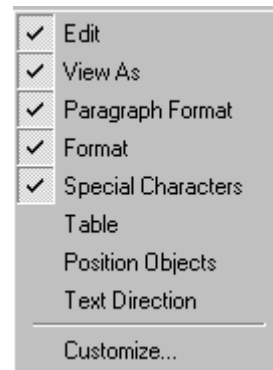 Edit
View As
Paragraph Format
Format
Special Characters
Table
Position Objects
Text Direction
Customize...